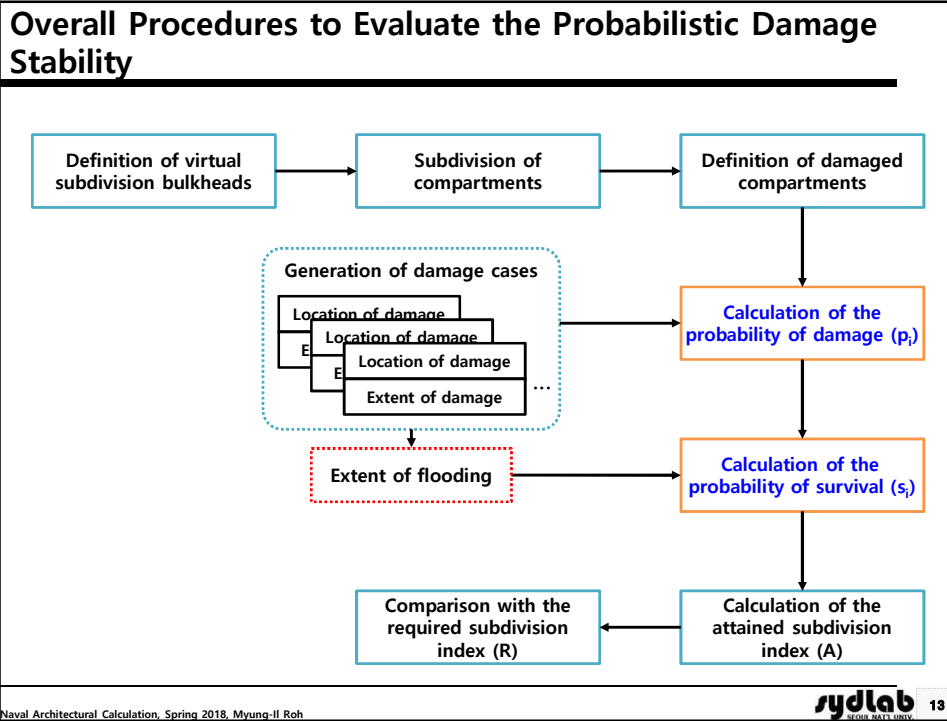 Overall Procedures to Evaluate the Probabilistic Damage
Stability
Definition of virtual
subdivision bulkheads
Subdivision of
compartments
Definition of damaged
compartments
Generation of damage cases
Location of damage
E
Location of damage
E
Location of damage
Extent of damage
...
Calculation of the
probability of damage (pi)
Extent of flooding
Calculation of the
probability of survival (si)
Comparison with the
required subdivision
index (R)
Calculation of the
attained subdivision
index (A)
Naval Architectural Calculation, Spring 2018, Myung-Il Roh
sydlab
SEOUL NAT'L UNIV.
13